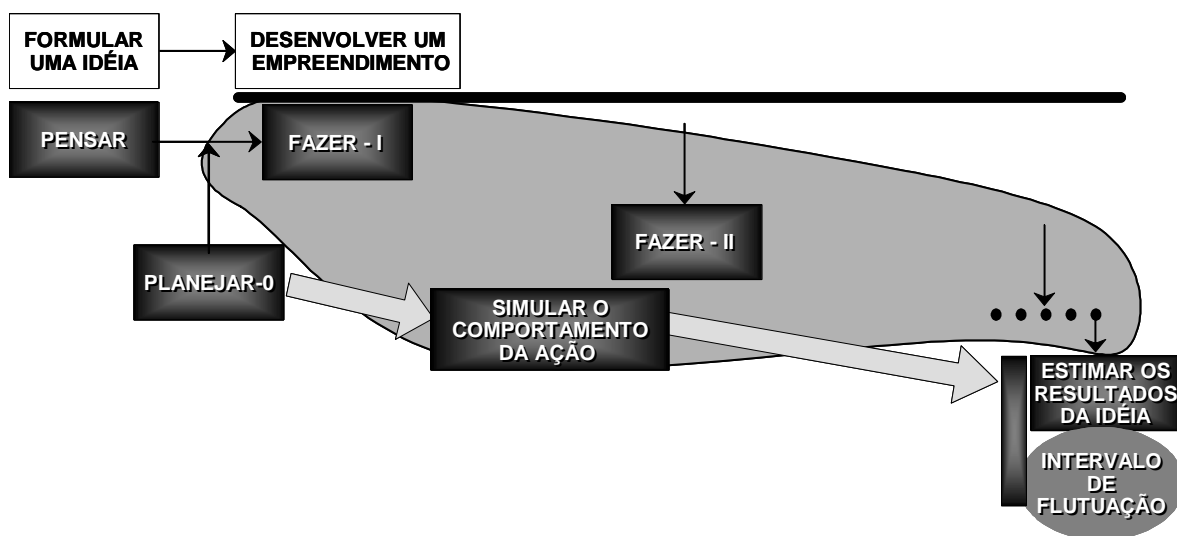 FORMULAR
UMA IDÉIA
DESENVOLVER UM
EMPREENDIMENTO
PENSAR
FAZER - I
FAZER - II
PLANEJAR-0
SIMULAR O
COMPORTAMENTO
DA AÇÃO
ESTIMAR OS
RESULTADOS
DA IDÉIA
INTERVALO
DE
FLUTUAÇÃO